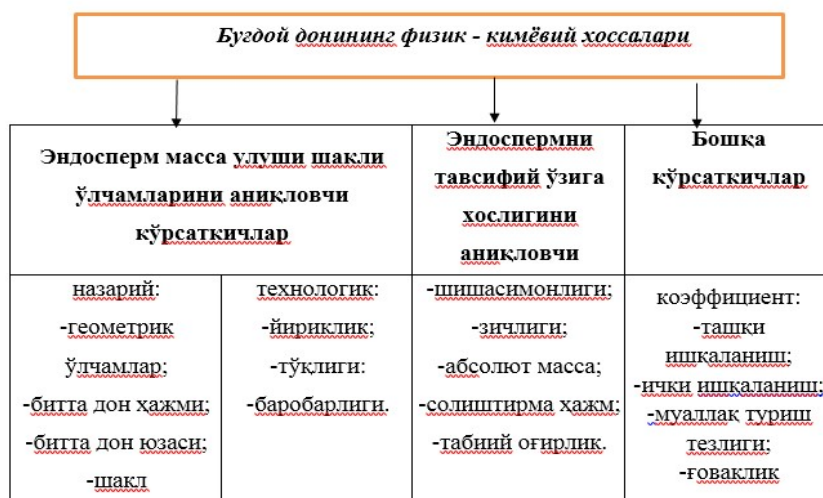 Буғдой донининг физик - кимёвий хоссалари
Эндосперм масса улуши шакли
ўлчамларини аниқловчи
кўрсаткичлар
Эндоспермни
тавсифий ўзига
хослигини
аниқловчи
Бошқа
кўрсаткичлар
назарий:
-геометрик
ўлчамлар;
-битта дон ҳажми;
-битта дон юзаси;
-шакл
технологик:
-йириклик;
-тўқлиги:
-баробарлиги.
-шишасимонлиги;
-зичлиги;
-абсолют масса;
-солиштирма ҳажм;
-табиий оғирлик.
коэффициент:
-ташқи
ишқаланиш;
-ички ишқаланиш;
-муаллақ туриш
тезлиги;
-ғоваклик